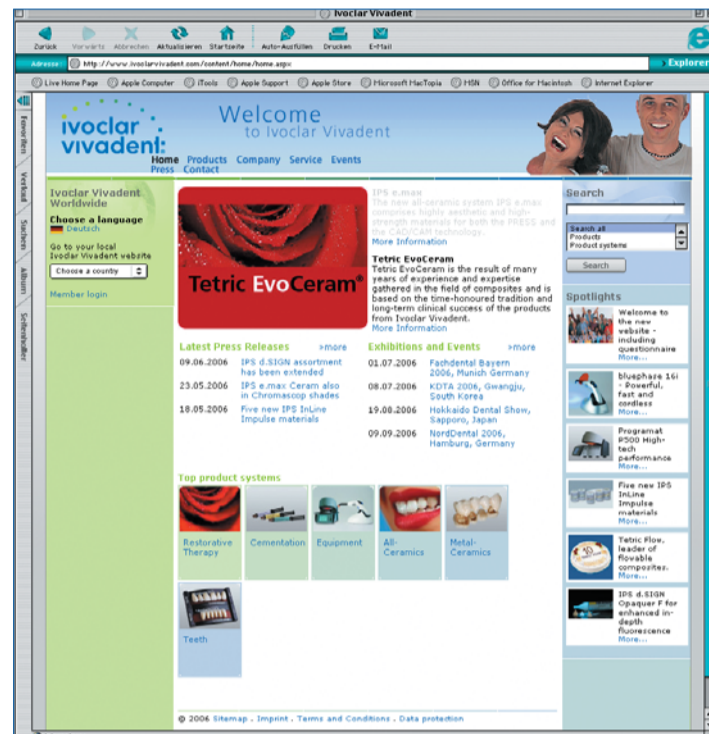 Ivoclar Vivadent
Zurück Vorwärts Abbrechen Aktualisieren Startseite Auto-Ausfüllen Drucken E-Mail
Adresse: http://www.ivoclarvivadent.com/content/home/home.aspx Explorer
Live Home Page Apple Computer iTools Apple Support Apple Store Microsoft MacTopia MSN Office for Macintosh Internet Explorer
Favoriten
Verlauf
Suchen
Album
Seitenhalter
ivoclar
vivadent:
Welcome
to Ivoclar Vivadent
Home Products Company Service Events
Press Contact
Ivoclar Vivadent
Worldwide
Choose a language
Deutsch
Go to your local
Ivoclar Vivadent website
Choose a country
Member login
Tetric EvoCeram®
IPS e.max
The new all-ceramic system IPS e.max
comprises highly aesthetic and high-
strength materials for both the PRESS and
the CAD/CAM technology.
More Information
Tetric EvoCeram
Tetric EvoCeram is the result of many
years of experience and expertise
gathered in the field of composites and is
based on the time-honoured tradition and
long-term clinical success of the products
from Ivoclar Vivadent.
More Information
Latest Press Releases »more
09.06.2006 IPS d.SIGN assortment
has been extended
23.05.2006 IPS e.max Ceram also
in Chromascop shades
18.05.2006 Five new IPS InLine
Impulse materials
Exhibitions and Events »more
01.07.2006 Fachdental Bayern
2006, Munich Germany
08.07.2006 KDTA 2006, Gwangju,
South Korea
19.08.2006 Hokkaido Dental Show,
Sapporo, Japan
09.09.2006 NordDental 2006,
Hamburg, Germany
Top product systems
Restorative
Therapy
Cementation
Equipment
All-
Ceramics
Metal-
Ceramics
Teeth
Search
Search all
Products
Product systems
Search
Spotlights
Welcome to
the new
website -
including
questionnaire
More...
bluephase 16i
- Powerful,
fast and
cordless
More...
Programat
P500 High-
tech
performance
More...
Five new IPS
InLine
Impulse
materials
More...
Tetric Flow,
leader of
flowable
composites.
More...
IPS d.SIGN
Opaquer F for
enhanced in-
depth
fluorescence
More...
© 2006 Sitemap . Imprint . Terms and Conditions . Data protection